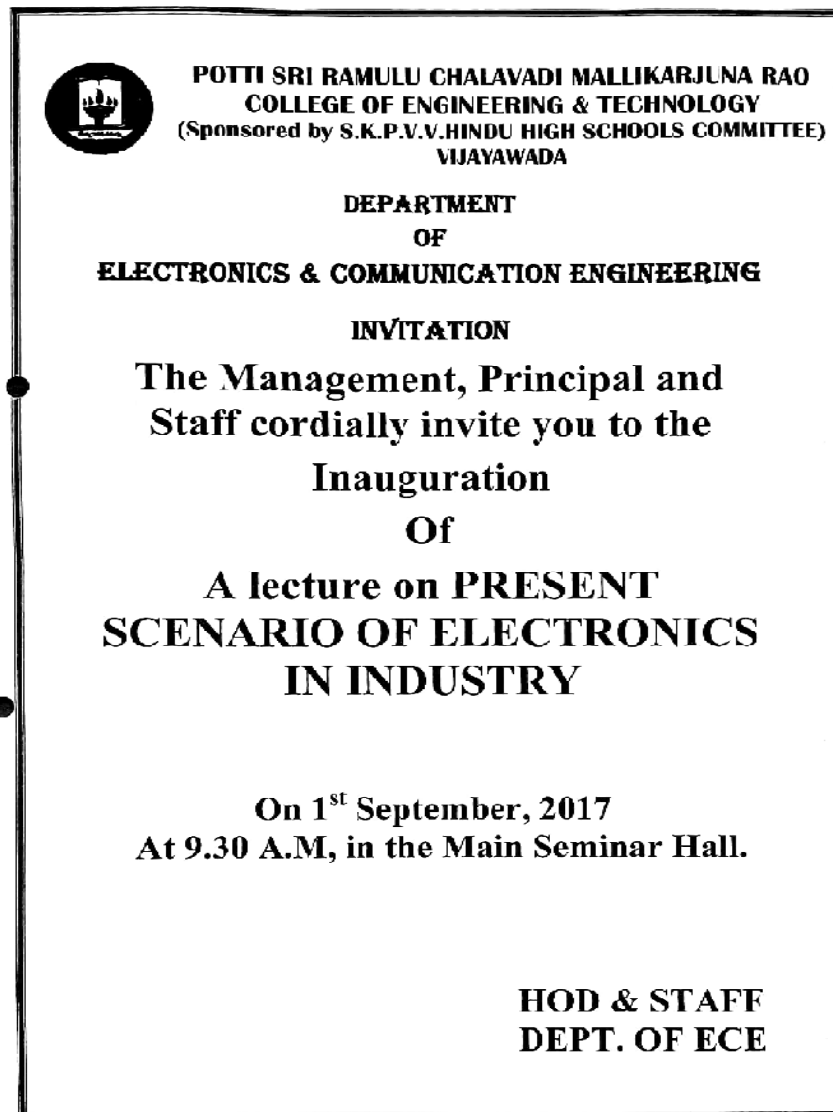 POTTI SRI RAMULU CHALAVADI MALLIKARJUNA RAO
COLLEGE OF ENGINEERING & TECHNOLOGY
(Sponsored by S.K.P.V.V.HINDU HIGH SCHOOLS COMMITTEE)
VIJAYAWADA
DEPARTMENT
OF
ELECTRONICS & COMMUNICATION ENGINEERING
INVITATION
The Management, Principal and
Staff cordially invite you to the
Inauguration
Of
A lecture on PRESENT
SCENARIO OF ELECTRONICS
IN INDUSTRY
On 1st September, 2017
At 9.30 A.M, in the Main Seminar Hall.
HOD & STAFF
DEPT. OF ECE